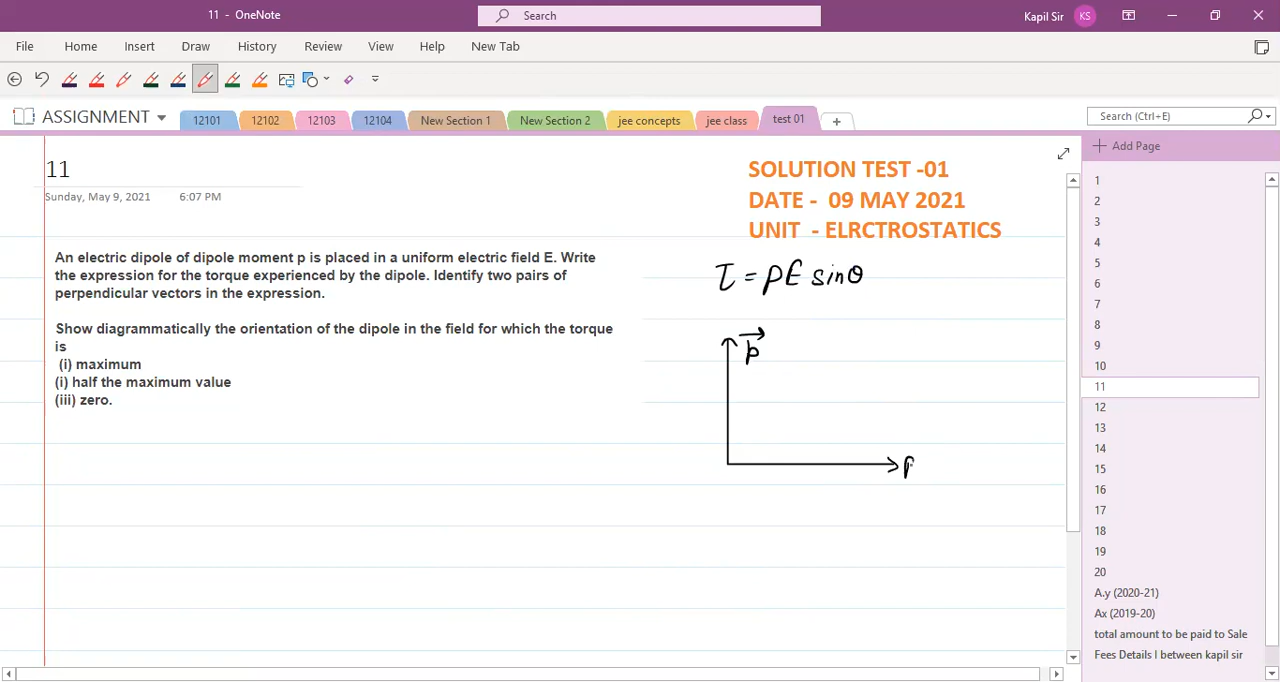 11 - OneNote
Search
Kapil Sir
KS
File Home Insert Draw History Review View Help New Tab
ASSIGNMENT
12101 12102 12103 12104 New Section 1 New Section 2 jee concepts jee class test 01
Search (Ctrl+E)
11
Sunday, May 9, 2021 6:07 PM
SOLUTION TEST -01
DATE - 09 MAY 2021
UNIT - ELRCTROSTATICS
An electric dipole of dipole moment p is placed in a uniform electric field E. Write
the expression for the torque experienced by the dipole. Identify two pairs of
perpendicular vectors in the expression.
Show diagrammatically the orientation of the dipole in the field for which the torque
is
(i) maximum
(i) half the maximum value
(iii) zero.
τ = pE sinθ
p
Add Page
1
2
3
4
5
6
7
8
9
10
11
12
13
14
15
16
17
18
19
20
A.y (2020-21)
Ax (2019-20)
total amount to be paid to Sale
Fees Details I between kapil sir